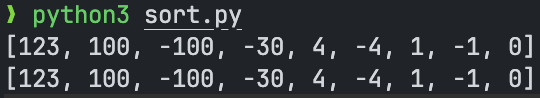 ❱ python3 sort.py
[123, 100, -100, -30, 4, -4, 1, -1, 0]
[123, 100, -100, -30, 4, -4, 1, -1, 0]